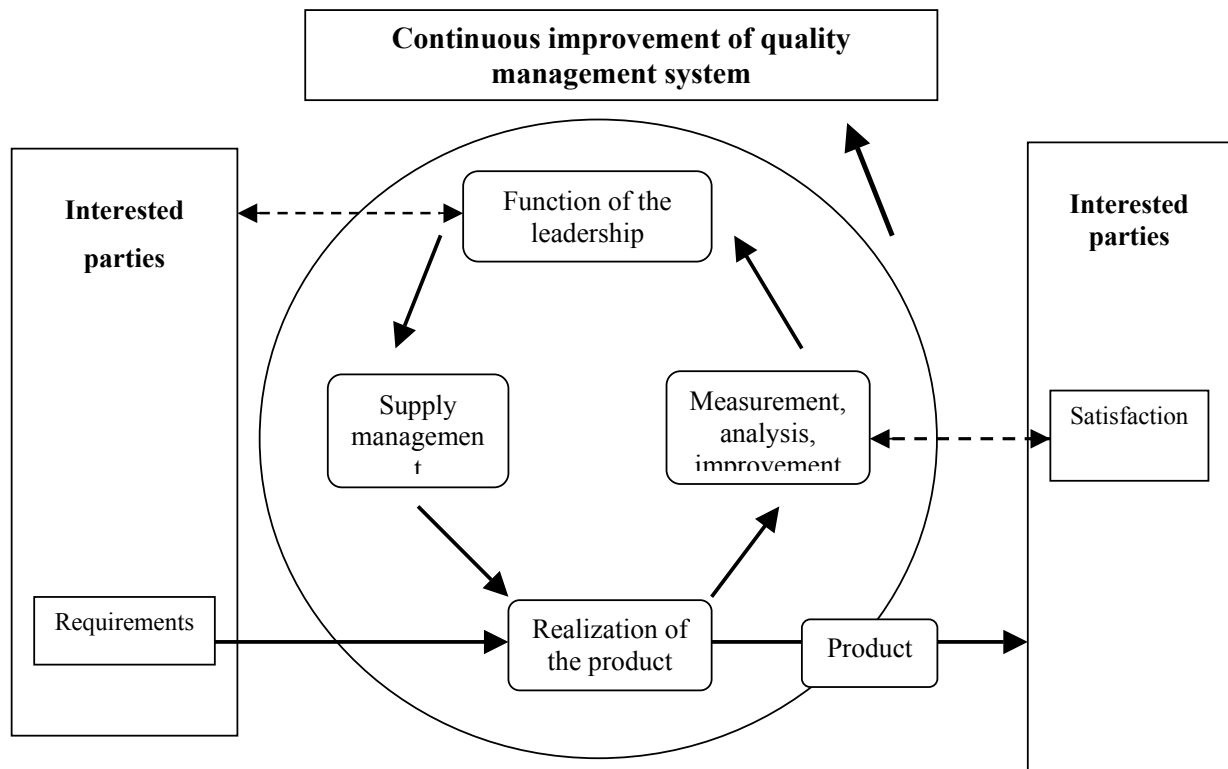 Continuous improvement of quality
management system
Interested
parties
Function of the
leadership
Interested
parties
Supply
managemen
t
Measurement,
analysis,
improvement
Satisfaction
Requirements
Realization of
the product
Product